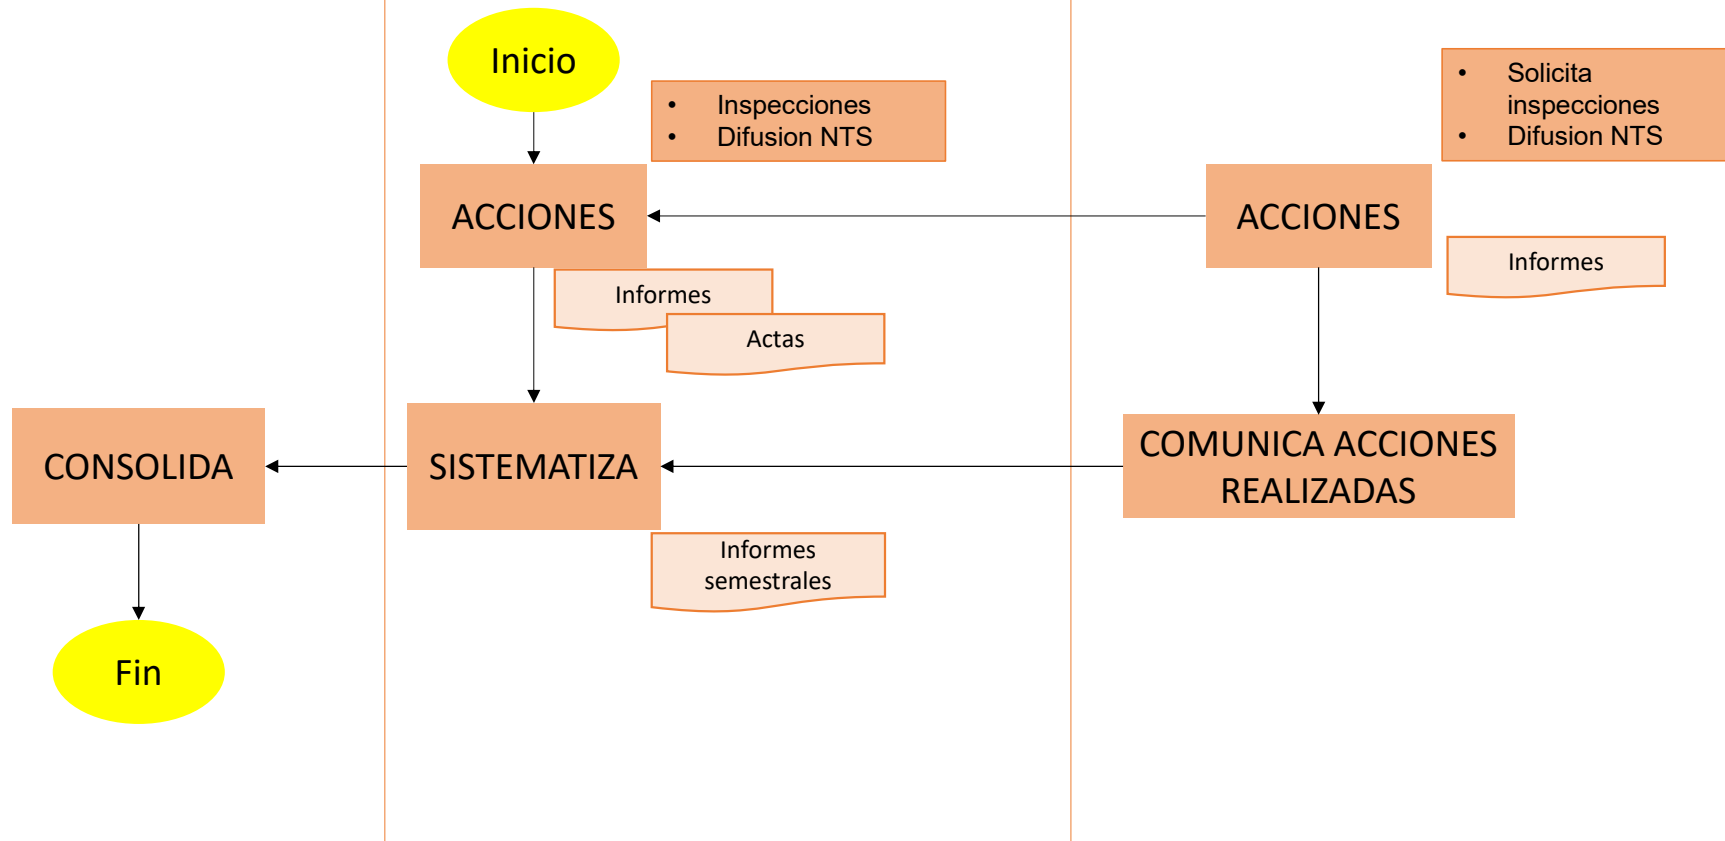 Inicio
• Inspecciones
• Difusion NTS
• Solicita
inspecciones
• Difusion NTS
ACCIONES
ACCIONES
Informes
Actas
Informes
CONSOLIDA
SISTEMATIZA
COMUNICA ACCIONES
REALIZADAS
Informes
semestrales
Fin